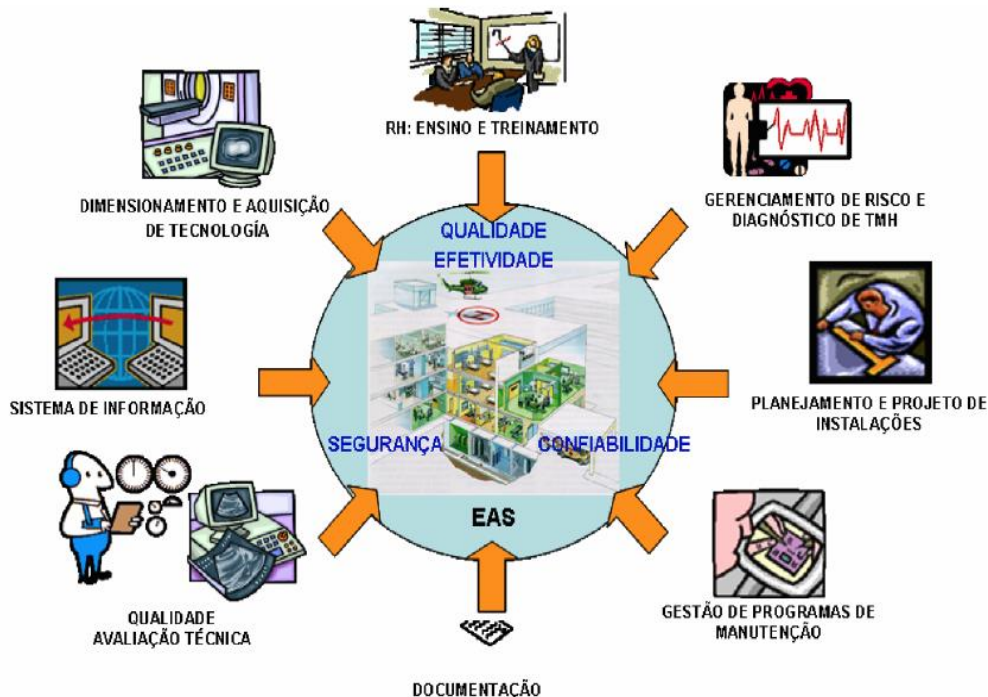 RH: ENSINO E TREINAMENTO
DIMENSIONAMENTO E AQUISIÇÃO
DE TECNOLOGÍA
GERENCIAMENTO DE RISCO E
DIAGNÓSTICO DE TMH
QUALIDADE
EFETIVIDADE
SISTEMA DE INFORMAÇÃO
PLANEJAMENTO E PROJETO DE
INSTALAÇÕES
SEGURANÇA
CONFIABILIDADE
EAS
QUALIDADE
AVALIAÇÃO TÉCNICA
GESTÃO DE PROGRAMAS DE
MANUTENÇÃO
DOCUMENTAÇÃO